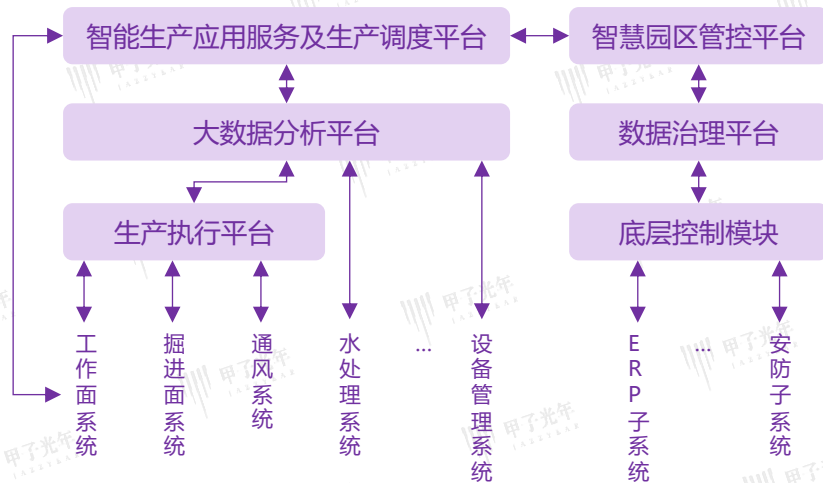 智能生产应用服务及生产调度平台
智慧园区管控平台
大数据分析平台
数据治理平台
生产执行平台
底层控制模块
工作面系统
掘进面系统
通风系统
水处理系统
...
设备管理系统
ERP子系统
...
安防子系统
甲子光年
JAZZYEAR